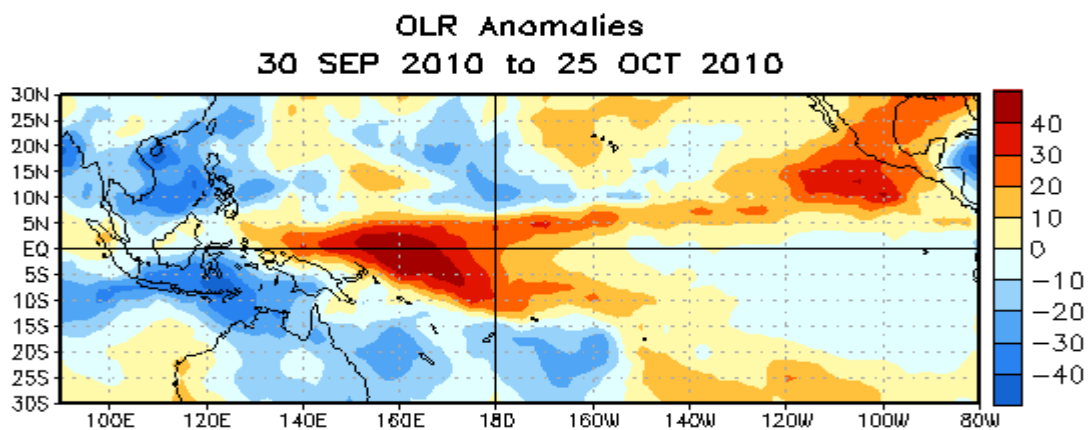 OLR Anomalies
30 SEP 2010 to 25 OCT 2010
30N
25N
20N
15N
10N
5N
EQ
5S
10S
15S
20S
25S
30S
100E 120E 140E 160E 180 160W 140W 120W 100W 80W
40
30
20
10
0
-10
-20
-30
-40